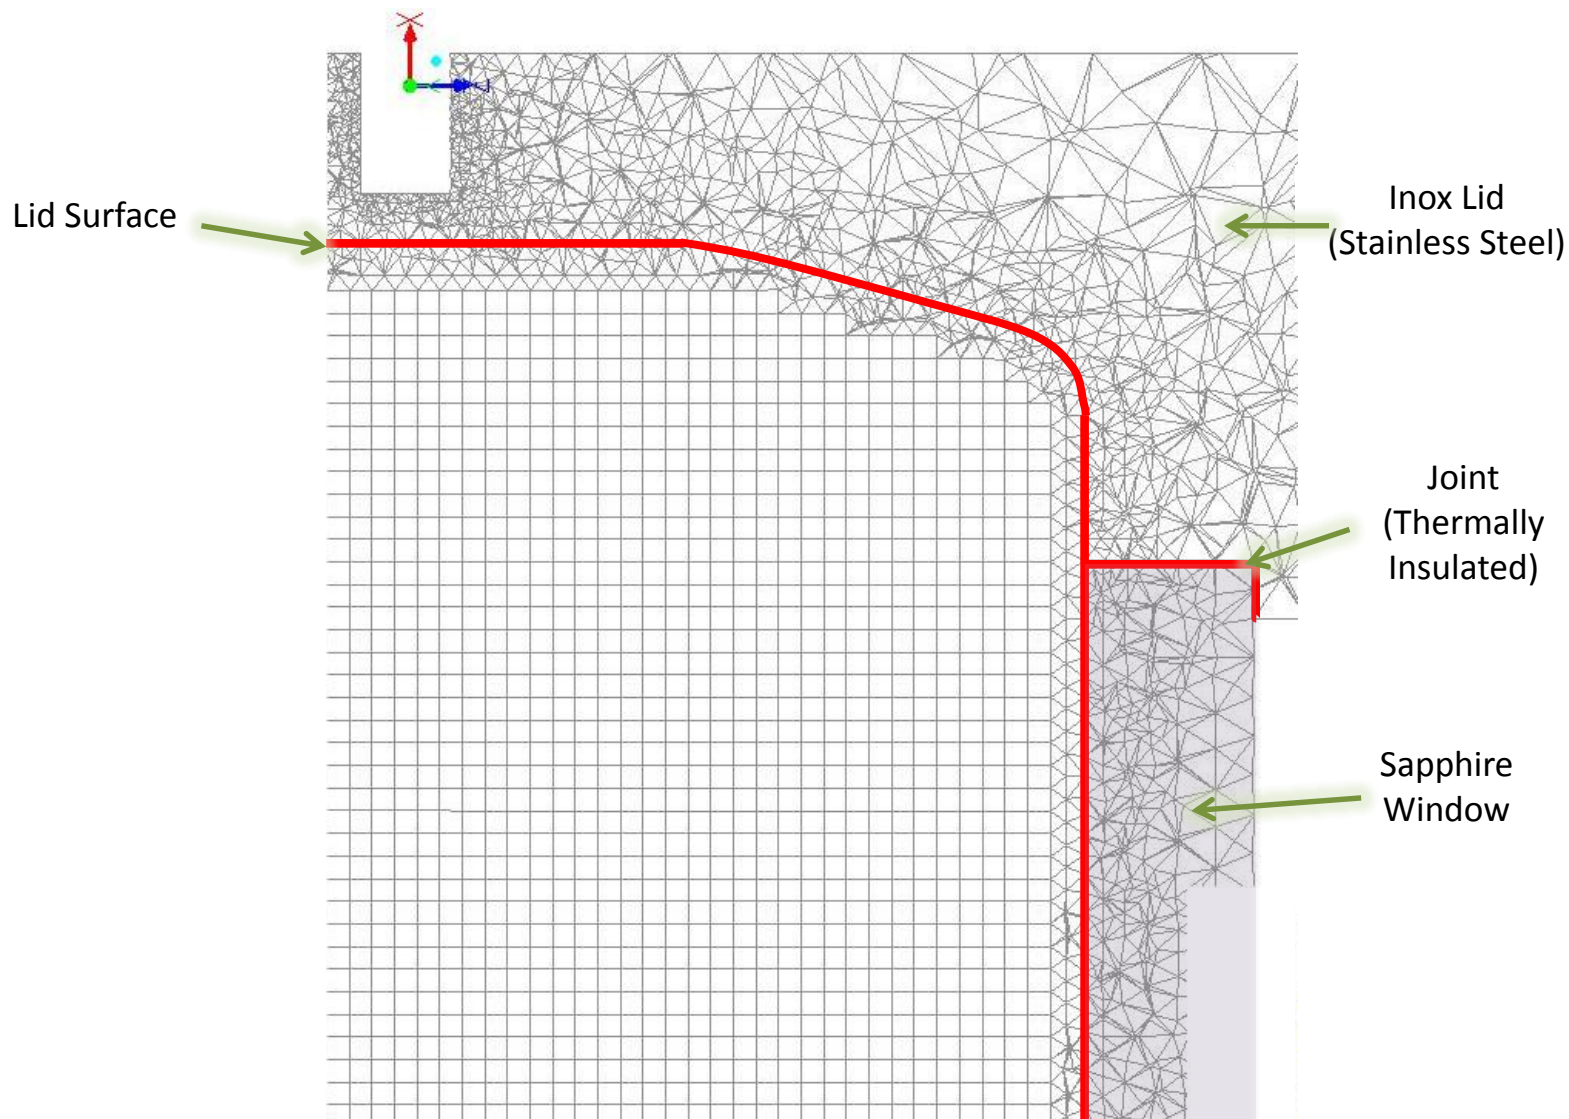 Lid Surface
Inox Lid
(Stainless Steel)
Joint
(Thermally
Insulated)
Sapphire
Window